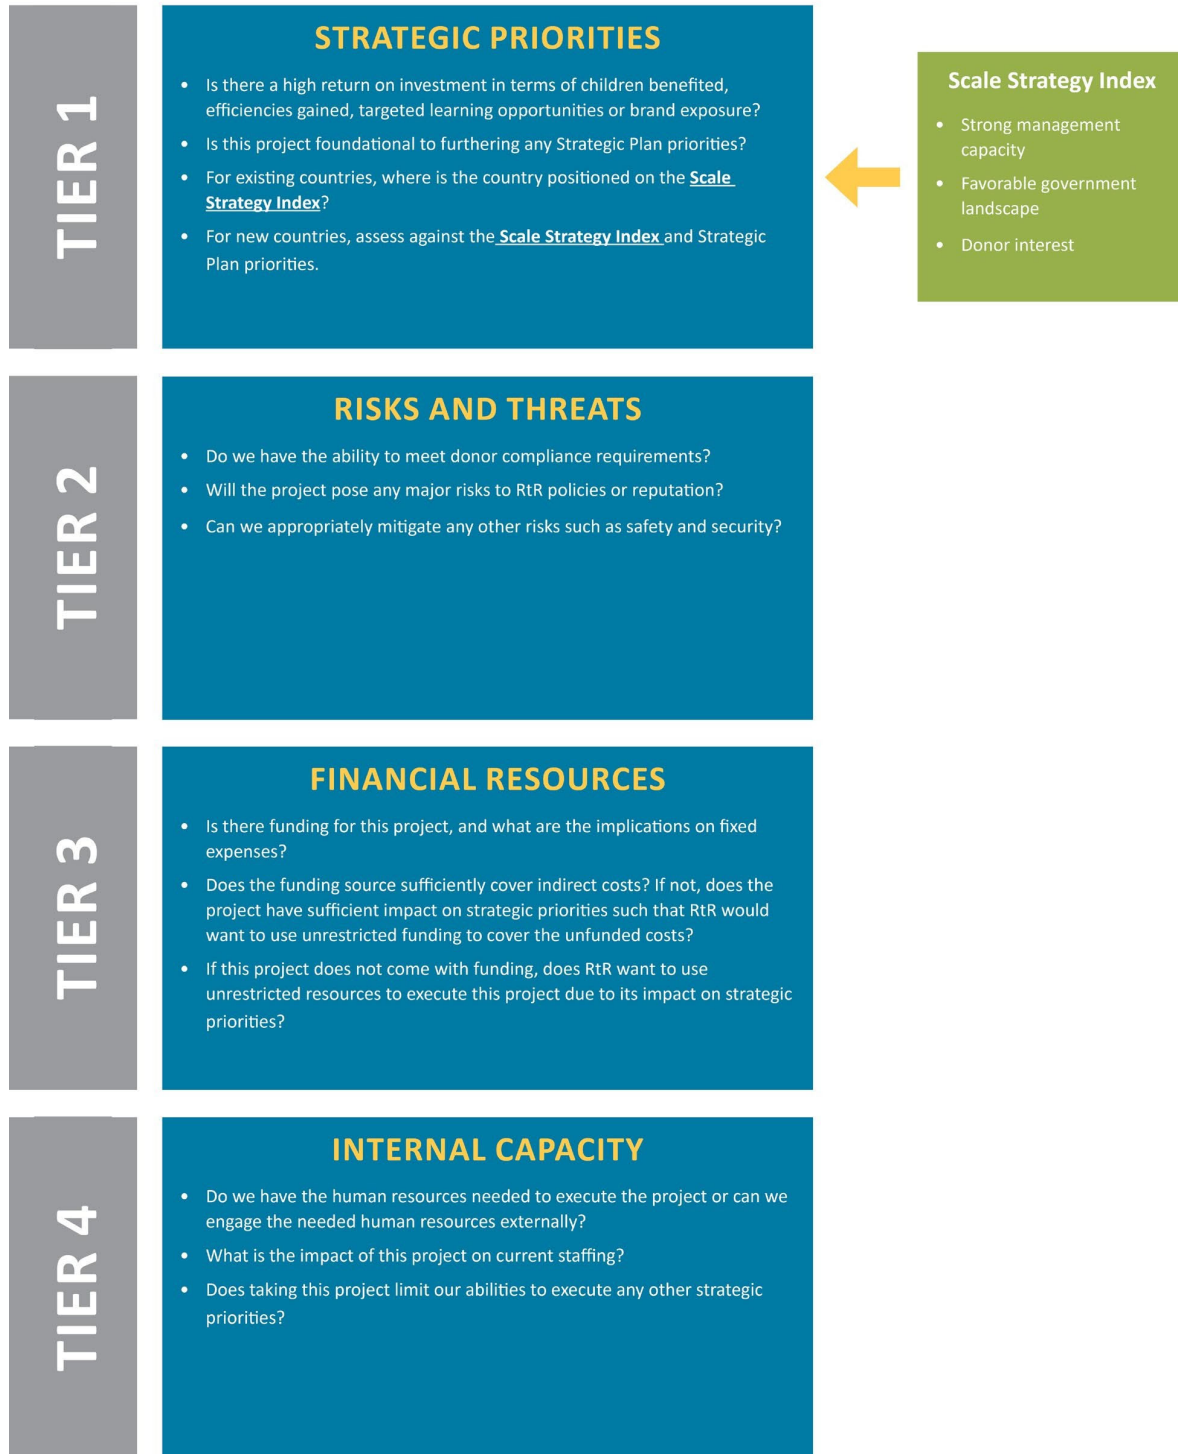 TIER 1
STRATEGIC PRIORITIES
• Is there a high return on investment in terms of children benefited,
efficiencies gained, targeted learning opportunities or brand exposure?
• Is this project foundational to furthering any Strategic Plan priorities?
• For existing countries, where is the country positioned on the Scale
Strategy Index?
• For new countries, assess against the Scale Strategy Index and Strategic
Plan priorities.
Scale Strategy Index
• Strong management
capacity
• Favorable government
landscape
• Donor interest
TIER 2
RISKS AND THREATS
• Do we have the ability to meet donor compliance requirements?
• Will the project pose any major risks to RtR policies or reputation?
• Can we appropriately mitigate any other risks such as safety and security?
TIER 3
FINANCIAL RESOURCES
• Is there funding for this project, and what are the implications on fixed
expenses?
• Does the funding source sufficiently cover indirect costs? If not, does the
project have sufficient impact on strategic priorities such that RtR would
want to use unrestricted funding to cover the unfunded costs?
• If this project does not come with funding, does RtR want to use
unrestricted resources to execute this project due to its impact on strategic
priorities?
TIER 4
INTERNAL CAPACITY
• Do we have the human resources needed to execute the project or can we
engage the needed human resources externally?
• What is the impact of this project on current staffing?
• Does taking this project limit our abilities to execute any other strategic
priorities?